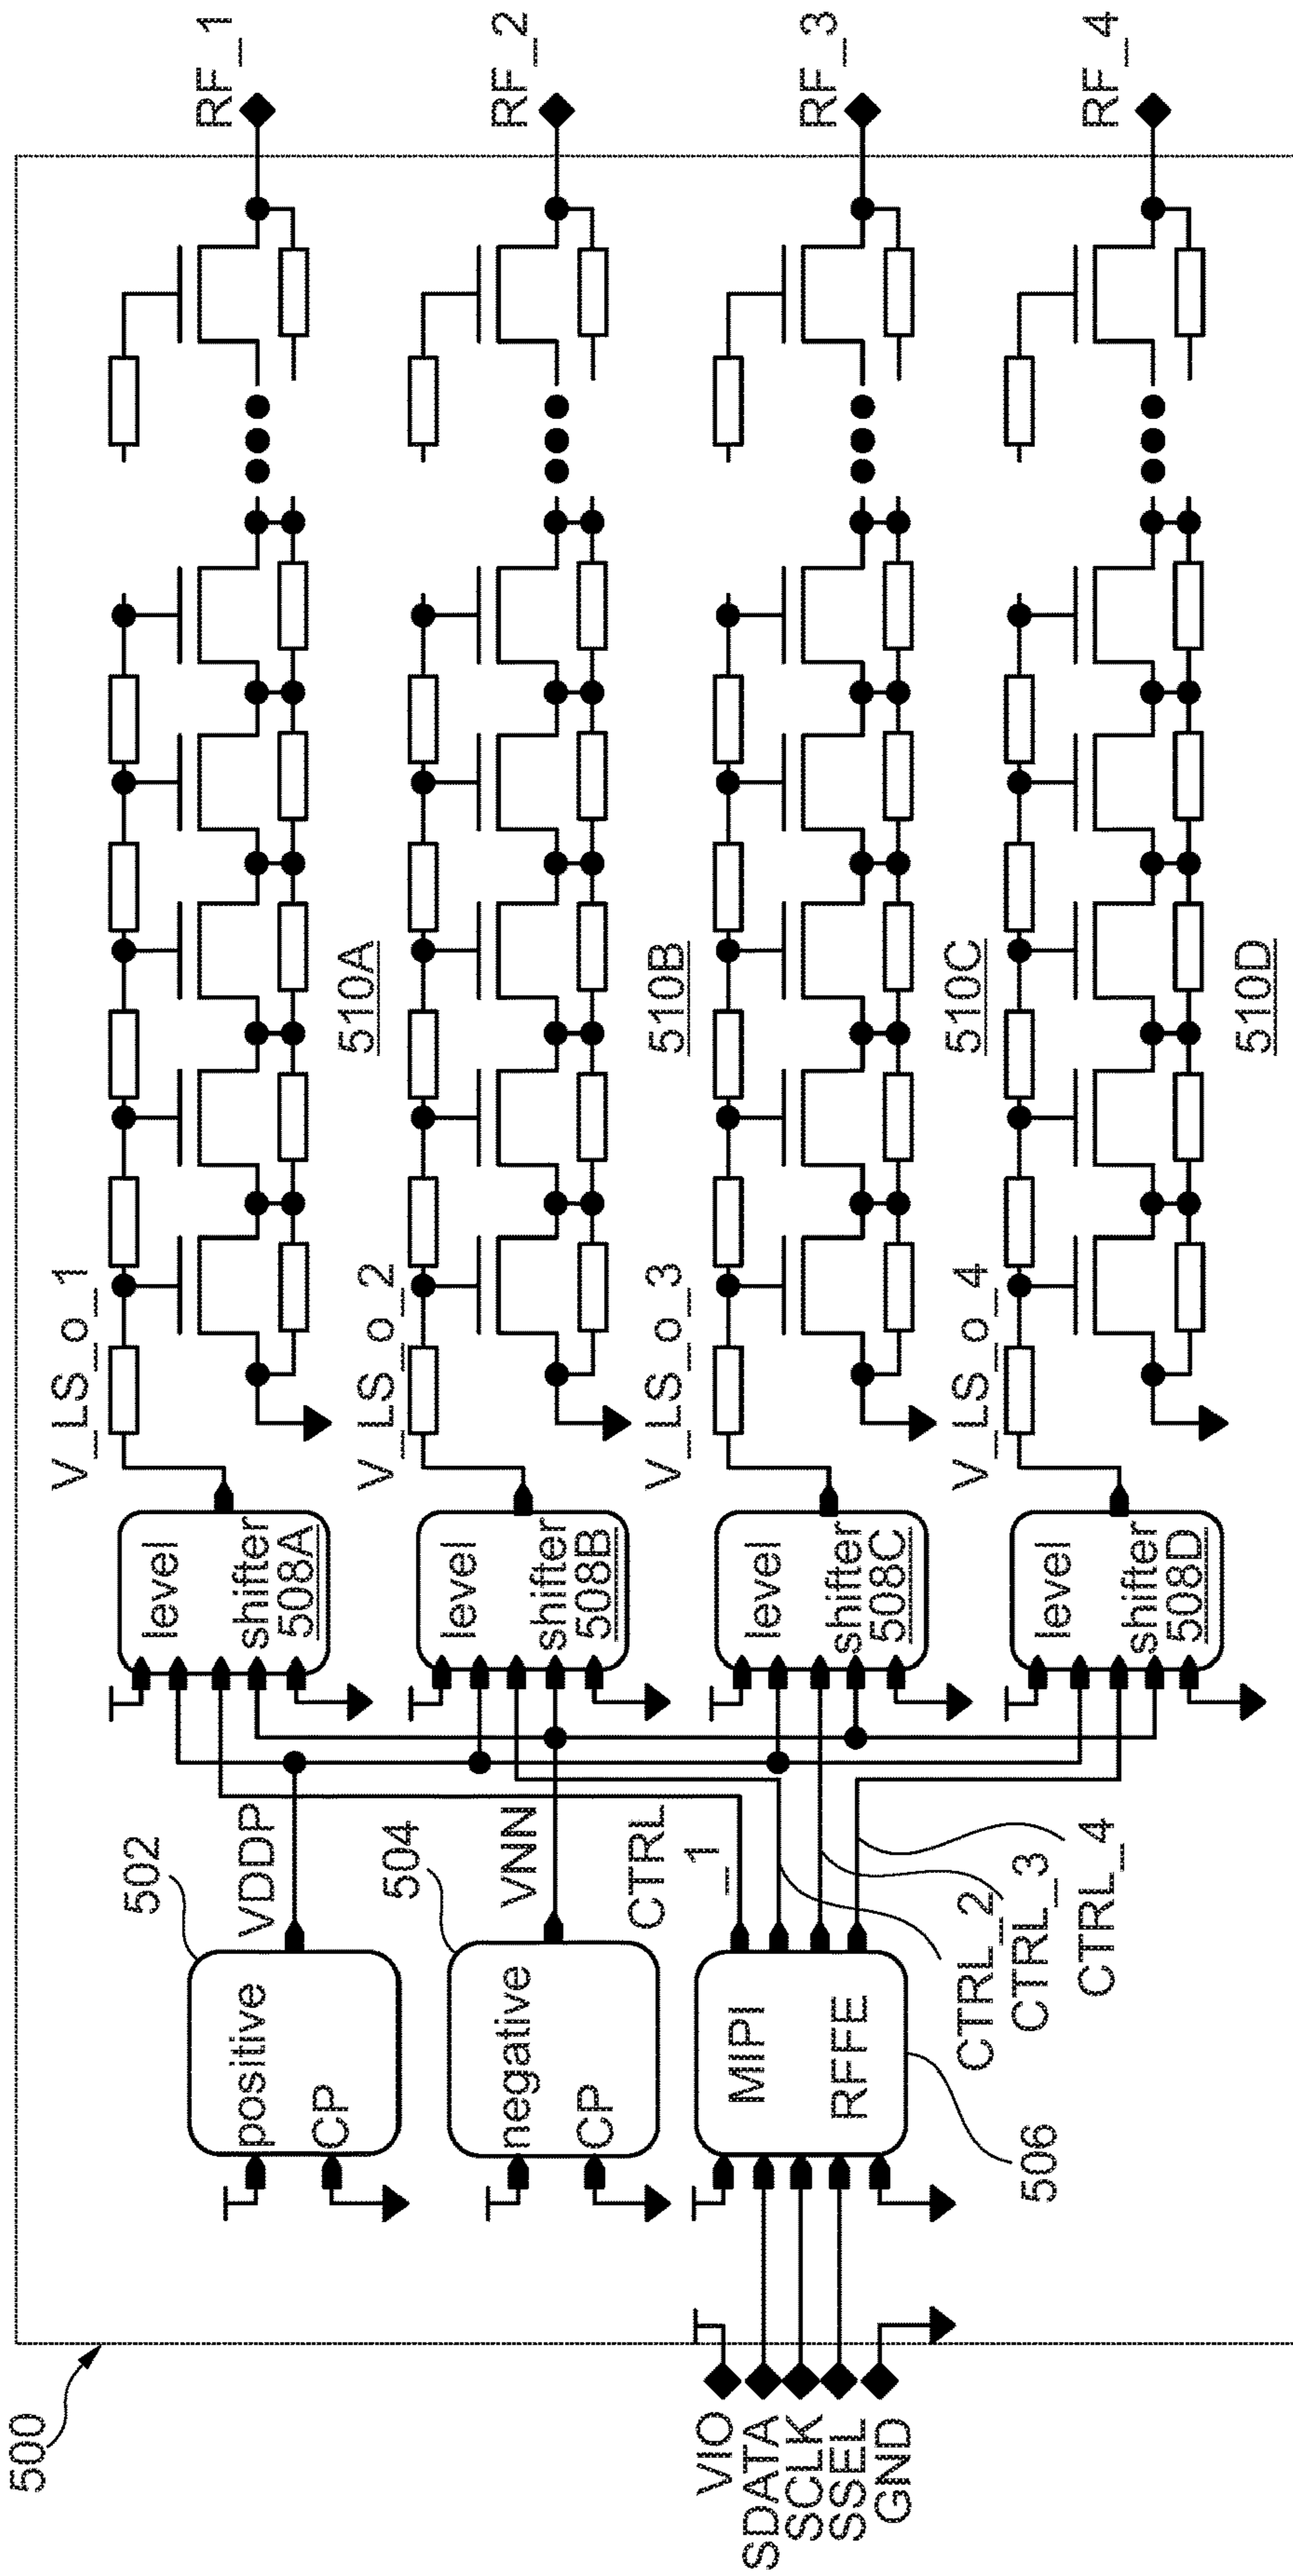 500
VIO
SDATA
SCLK
SSEL
GND
502
positive
CP
VDDP
504
negative
CP
VNN
506
MIPI
RFFE
CTRL
_1
CTRL_2
CTRL_3
CTRL_4
level
shifter
508A
level
shifter
508B
level
shifter
508C
level
shifter
508D
V_LS_o_1
V_LS_o_2
V_LS_o_3
V_LS_o_4
510A
510B
510C
510D
RF_1
RF_2
RF_3
RF_4